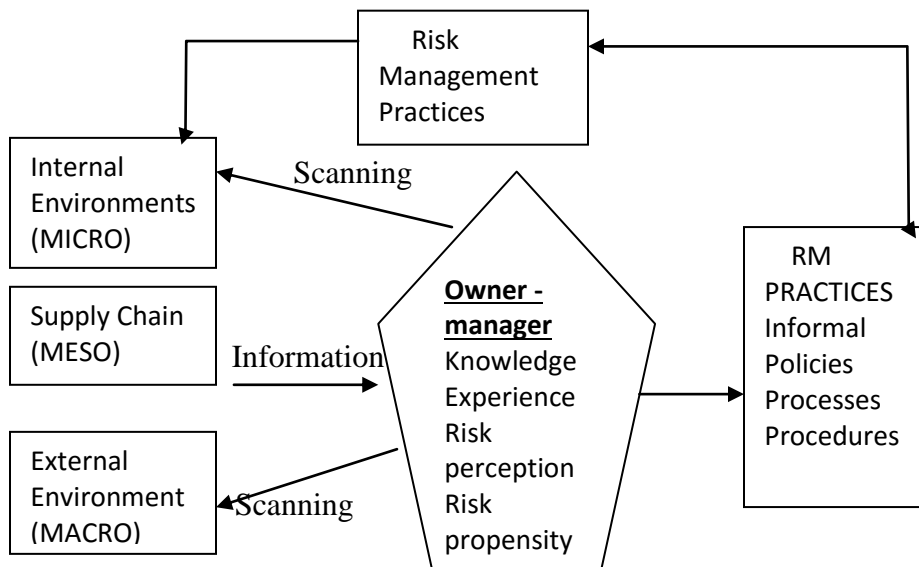 Risk
Management
Practices
Internal
Environments
(MICRO)
Scanning
Supply Chain
(MESO)
Information
External
Environment
(MACRO)
Scanning
Owner -
manager
Knowledge
Experience
Risk
perception
Risk
propensity
RM
PRACTICES
Informal
Policies
Processes
Procedures